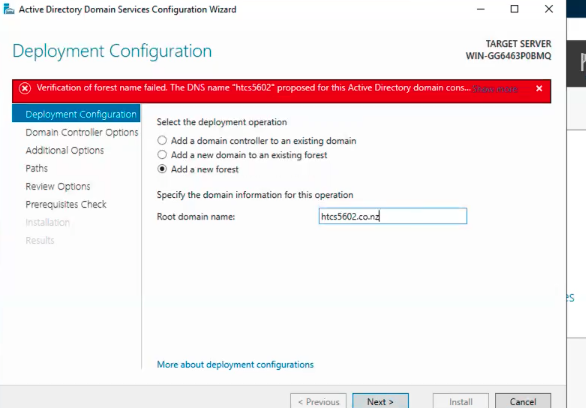 Active Directory Domain Services Configuration Wizard
Deployment Configuration
TARGET SERVER
WIN-GG6463P0BMQ
Verification of forest name failed. The DNS name "htcs5602" proposed for this Active Directory domain cons... Show more
Deployment Configuration
Domain Controller Options
Additional Options
Paths
Review Options
Prerequisites Check
Installation
Results
Select the deployment operation
Add a domain controller to an existing domain
Add a new domain to an existing forest
Add a new forest
Specify the domain information for this operation
Root domain name:
htcs5602.co.nz
More about deployment configurations
< Previous
Next >
Install
Cancel